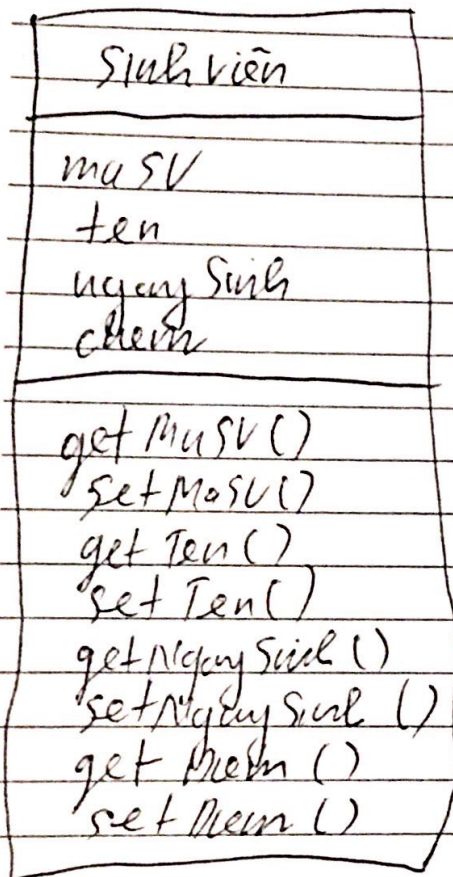 Sinh viên
maSV
ten
ngaySinh
diem
getMaSV()
setMaSV()
getTen()
setTen()
getNgaySinh()
setNgaySinh()
getDiem()
setDiem()